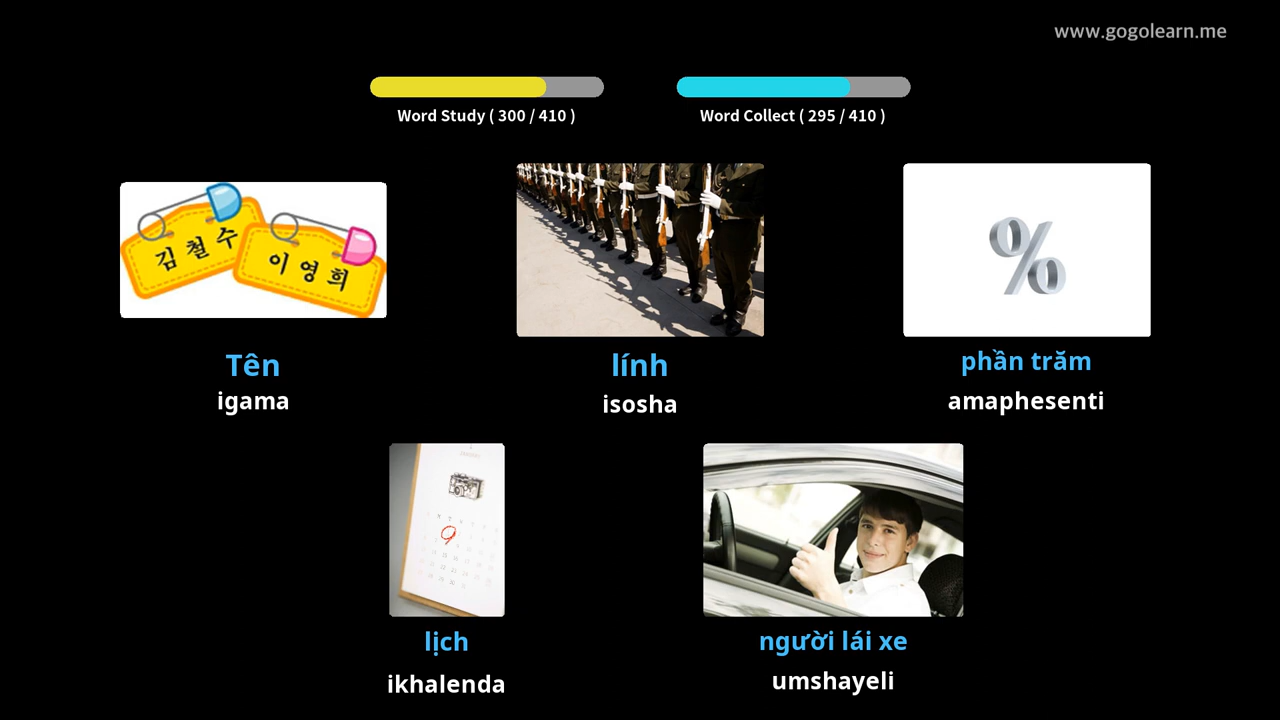 www.gogolearn.me
Word Study ( 300 / 410 )
Word Collect ( 295 / 410 )
김철수
이영희
Tên
igama
lính
isosha
phần trăm
amaphesenti
%
lịch
ikhalenda
người lái xe
umshayeli